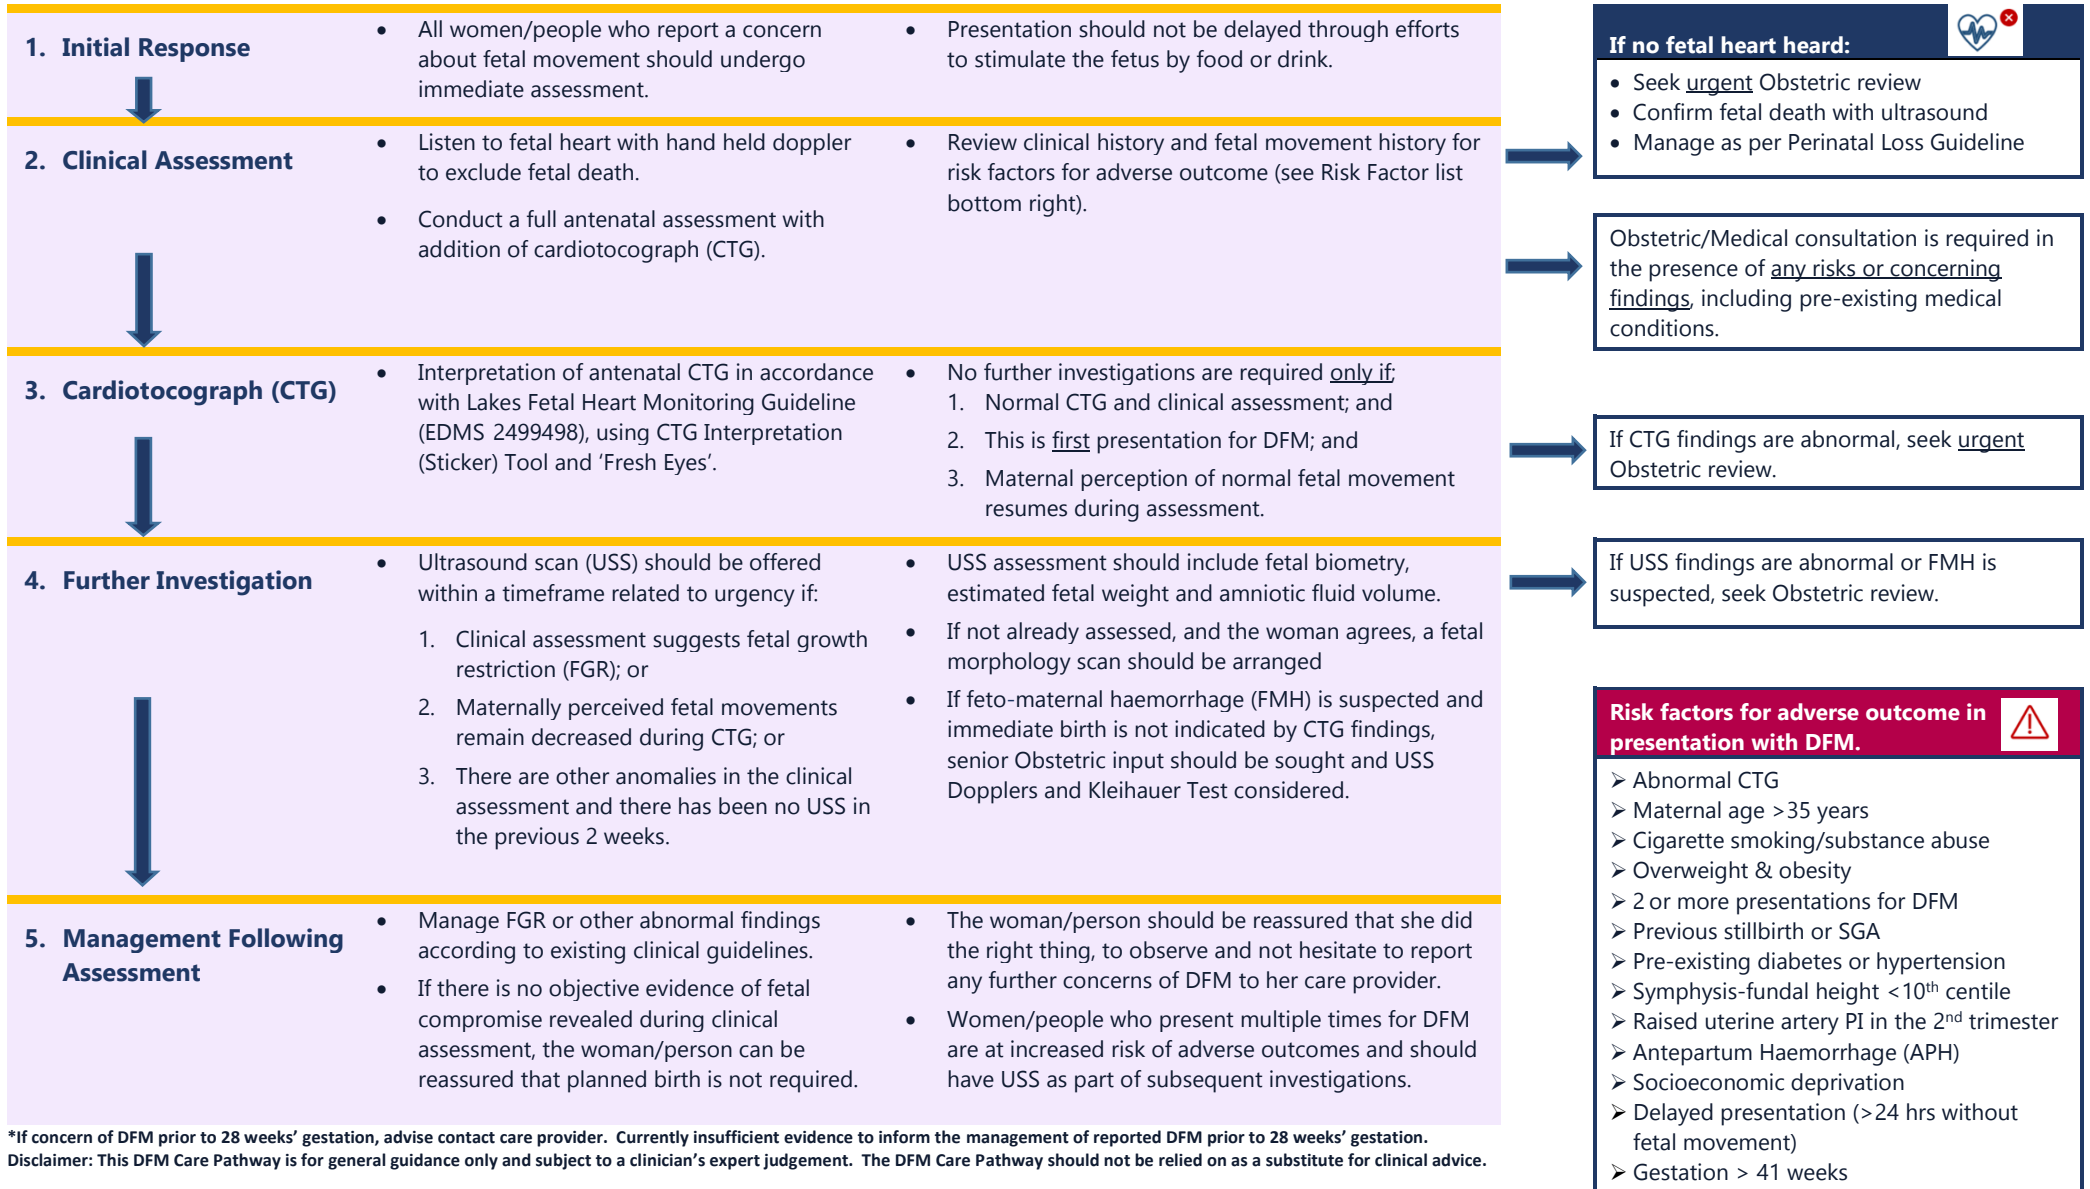 1. Initial Response
• All women/people who report a concern
about fetal movement should undergo
immediate assessment.
• Presentation should not be delayed through efforts
to stimulate the fetus by food or drink.
2. Clinical Assessment
• Listen to fetal heart with hand held doppler
to exclude fetal death.
• Conduct a full antenatal assessment with
addition of cardiotocograph (CTG).
• Review clinical history and fetal movement history for
risk factors for adverse outcome (see Risk Factor list
bottom right).
3. Cardiotocograph (CTG)
• Interpretation of antenatal CTG in accordance
with Lakes Fetal Heart Monitoring Guideline
(EDMS 2499498), using CTG Interpretation
(Sticker) Tool and ‘Fresh Eyes’.
• No further investigations are required only if;
1. Normal CTG and clinical assessment; and
2. This is first presentation for DFM; and
3. Maternal perception of normal fetal movement
resumes during assessment.
4. Further Investigation
• Ultrasound scan (USS) should be offered
within a timeframe related to urgency if:
1. Clinical assessment suggests fetal growth
restriction (FGR); or
2. Maternally perceived fetal movements
remain decreased during CTG; or
3. There are other anomalies in the clinical
assessment and there has been no USS in
the previous 2 weeks.
• USS assessment should include fetal biometry,
estimated fetal weight and amniotic fluid volume.
• If not already assessed, and the woman agrees, a fetal
morphology scan should be arranged
• If feto-maternal haemorrhage (FMH) is suspected and
immediate birth is not indicated by CTG findings,
senior Obstetric input should be sought and USS
Dopplers and Kleihauer Test considered.
5. Management Following
Assessment
• Manage FGR or other abnormal findings
according to existing clinical guidelines.
• If there is no objective evidence of fetal
compromise revealed during clinical
assessment, the woman/person can be
reassured that planned birth is not required.
• The woman/person should be reassured that she did
the right thing, to observe and not hesitate to report
any further concerns of DFM to her care provider.
• Women/people who present multiple times for DFM
are at increased risk of adverse outcomes and should
have USS as part of subsequent investigations.
*If concern of DFM prior to 28 weeks’ gestation, advise contact care provider. Currently insufficient evidence to inform the management of reported DFM prior to 28 weeks’ gestation.
Disclaimer: This DFM Care Pathway is for general guidance only and subject to a clinician’s expert judgement. The DFM Care Pathway should not be relied on as a substitute for clinical advice.
If no fetal heart heard:
• Seek urgent Obstetric review
• Confirm fetal death with ultrasound
• Manage as per Perinatal Loss Guideline
Obstetric/Medical consultation is required in
the presence of any risks or concerning
findings, including pre-existing medical
conditions.
If CTG findings are abnormal, seek urgent
Obstetric review.
If USS findings are abnormal or FMH is
suspected, seek Obstetric review.
Risk factors for adverse outcome in
presentation with DFM.
➢ Abnormal CTG
➢ Maternal age >35 years
➢ Cigarette smoking/substance abuse
➢ Overweight & obesity
➢ 2 or more presentations for DFM
➢ Previous stillbirth or SGA
➢ Pre-existing diabetes or hypertension
➢ Symphysis-fundal height <10th centile
➢ Raised uterine artery PI in the 2nd trimester
➢ Antepartum Haemorrhage (APH)
➢ Socioeconomic deprivation
➢ Delayed presentation (>24 hrs without
fetal movement)
➢ Gestation > 41 weeks